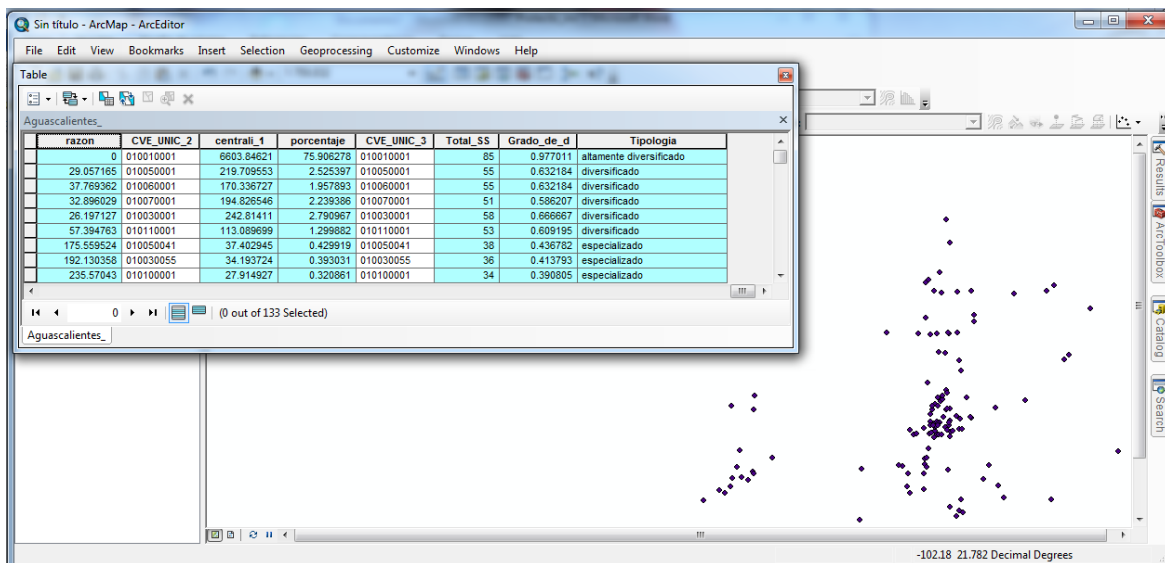 Sin título - ArcMap - ArcEditor
File Edit View Bookmarks Insert Selection Geoprocessing Customize Windows Help
Table
Aguascalientes_
razon CVE_UNIC_2 centrali_1 porcentaje CVE_UNIC_3 Total_SS Grado_de_d Tipologia
0 010010001 6603.84621 75.906278 010010001 85 0.977011 altamente diversificado
29.057165 010050001 219.709553 2.525397 010050001 55 0.632184 diversificado
37.769362 010060001 170.336727 1.957893 010060001 55 0.632184 diversificado
32.896029 010070001 194.826546 2.239386 010070001 51 0.586207 diversificado
26.197127 010030001 242.81411 2.790967 010030001 58 0.666667 diversificado
57.394763 010110001 113.089699 1.299882 010110001 53 0.609195 diversificado
175.559524 010050041 37.402945 0.429919 010050041 38 0.436782 especializado
192.130358 010030055 34.193724 0.393031 010030055 36 0.413793 especializado
235.57043 010100001 27.914927 0.320861 010100001 34 0.390805 especializado
0 (0 out of 133 Selected)
Aguascalientes_
Results
ArcToolbox
Catalog
Search
-102.18 21.782 Decimal Degrees